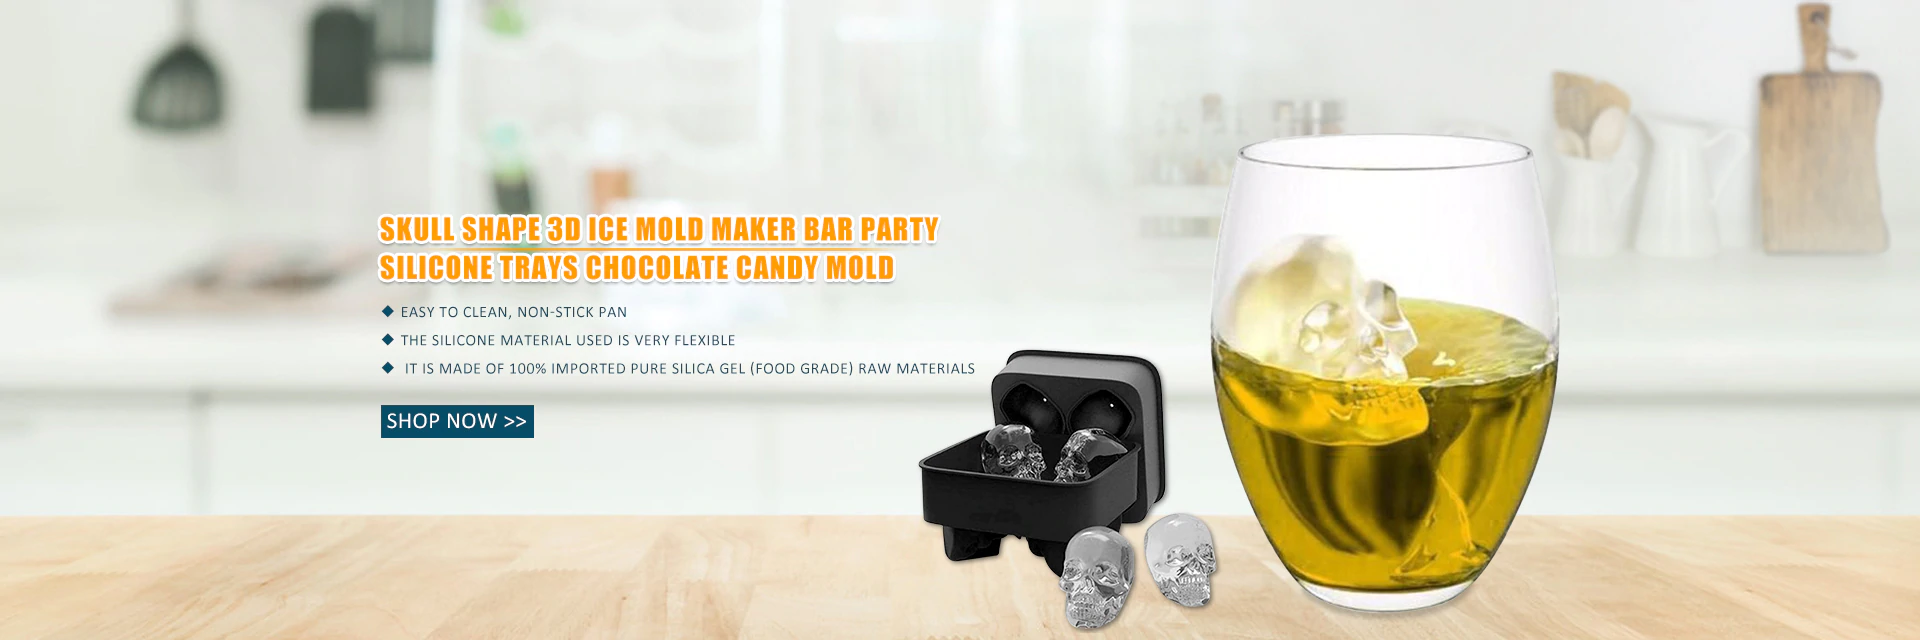 SKULL SHAPE 3D ICE MOLD MAKER BAR PARTY
SILICONE TRAYS CHOCOLATE CANDY MOLD
◆ EASY TO CLEAN, NON-STICK PAN
◆ THE SILICONE MATERIAL USED IS VERY FLEXIBLE
◆ IT IS MADE OF 100% IMPORTED PURE SILICA GEL (FOOD GRADE) RAW MATERIALS
SHOP NOW >>